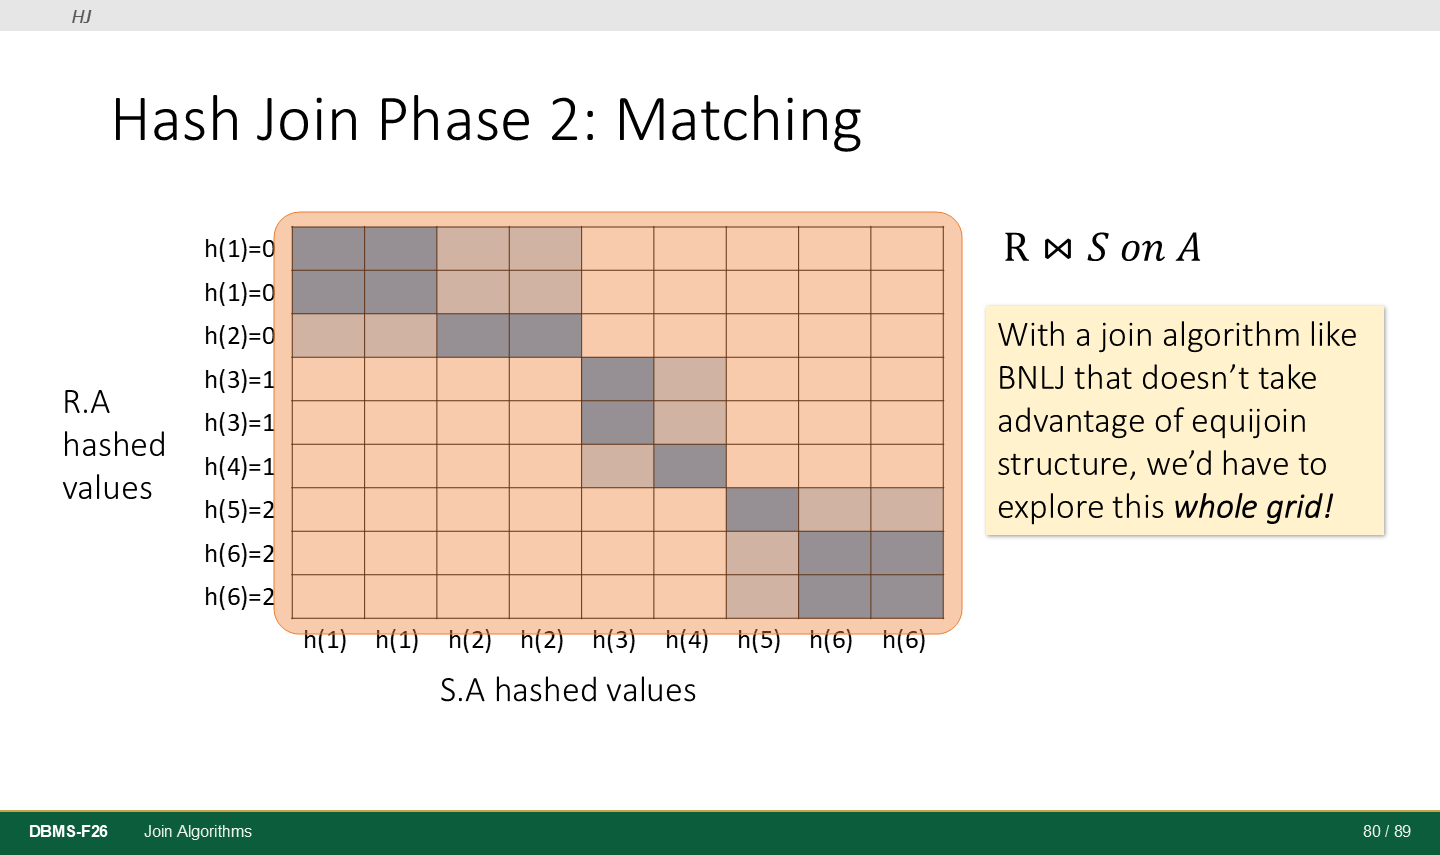 HJ
Hash Join Phase 2: Matching
h(1)=0
h(1)=0
h(2)=0
h(3)=1
h(3)=1
h(4)=1
h(5)=2
h(6)=2
h(6)=2
R.A
hashed
values
h(1) h(1) h(2) h(2) h(3) h(4) h(5) h(6) h(6)
S.A hashed values
R ⋈ S on A
With a join algorithm like
BNLJ that doesn’t take
advantage of equijoin
structure, we’d have to
explore this whole grid!
DBMS-F26 Join Algorithms 80 / 89